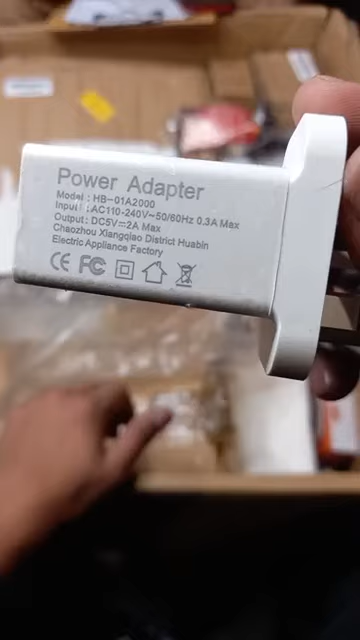 Power Adapter
Model : HB-01A2000
Input : AC110-240V~50/60Hz 0.3A Max
Output : DC5V⎓2A Max
Chaozhou Xiangqiao District Huabin
Electric Appliance Factory
CE FC